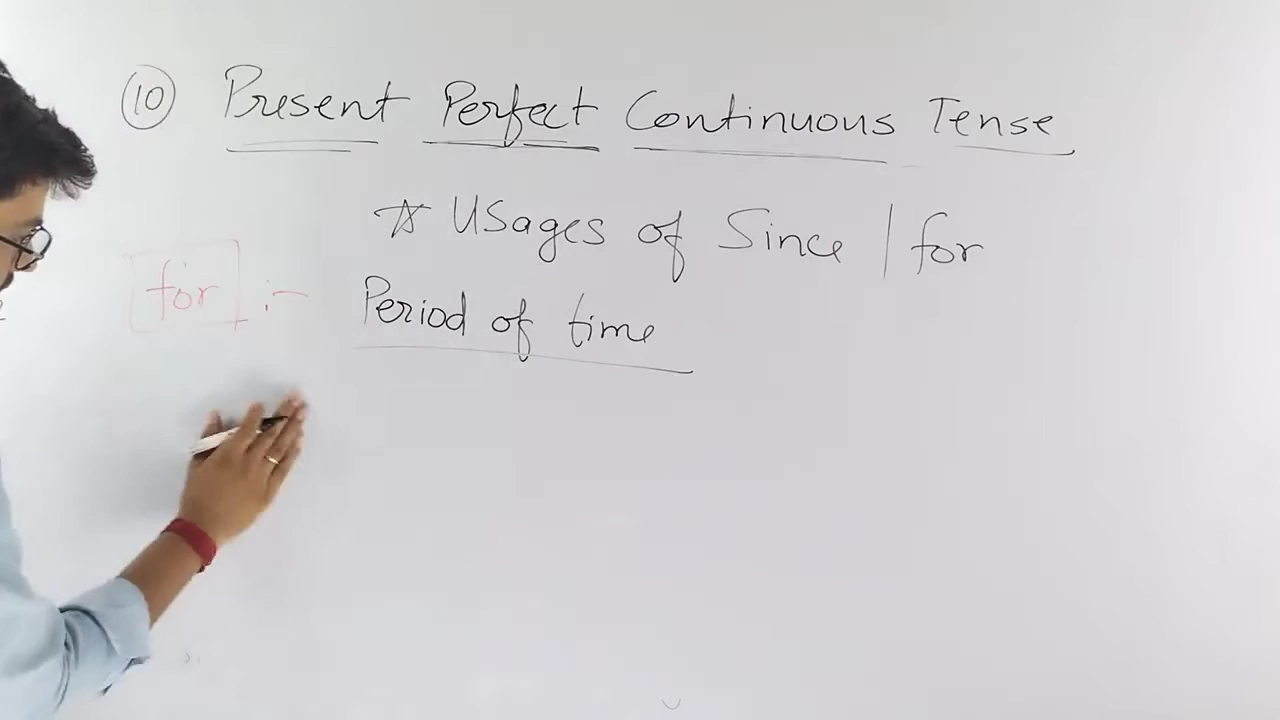 10 Present Perfect Continuous Tense
☆ Usages of Since | for
for :- Period of time